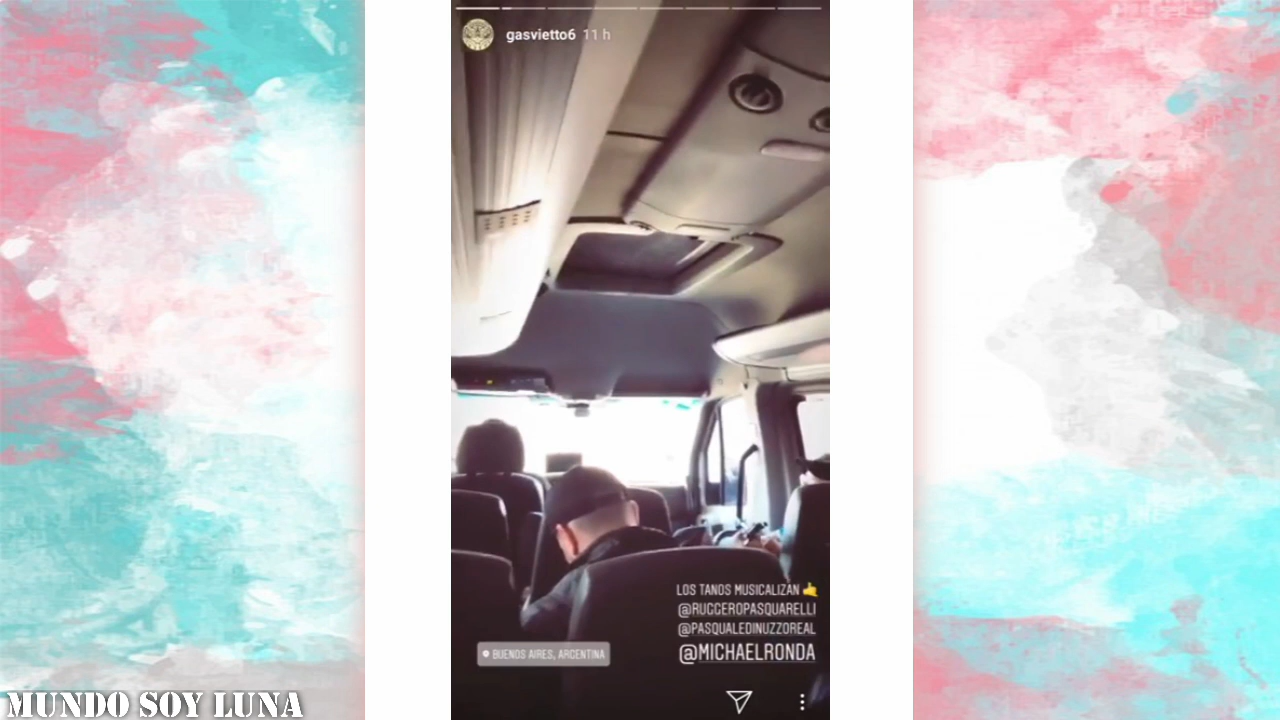 gasvietto6 11 h
LOS TANOS MUSICALIZAN 🤙
@RUGGEROPASQUARELLI
@PASQUALEDINUZZOREAL
@MICHAELRONDA
BUENOS AIRES, ARGENTINA
MUNDO SOY LUNA